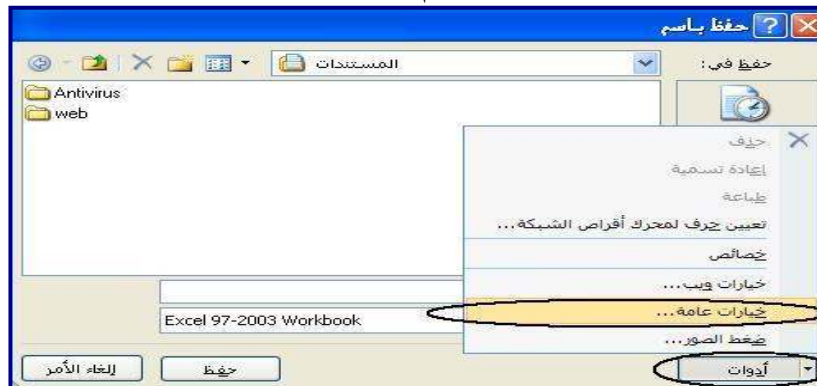 حفظ باسم
حفظ في:
المستندات
Antivirus
web
حذف
إعادة تسمية
طباعة
تعيين حرف لمحرك أقراص الشبكة...
خصائص
خيارات ويب...
خيارات عامة...
ضغط الصور...
Excel 97-2003 Workbook
أدوات
حفظ
إلغاء الأمر